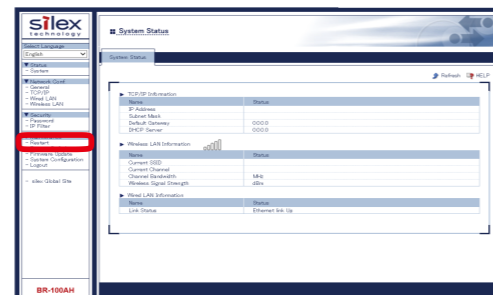 silex
technology
Select Language
English
▼ Status
- System
▼ Network Conf.
- General
- TCP/IP
- Wired LAN
- Wireless LAN
▼ Security
- Password
- IP Filter
- Restart
- Firmware Update
- System Configuration
- Logout
- silex Global Site
BR-100AH
System Status
System Status
Refresh HELP
TCP/IP Information
Name Status
IP Address
Subnet Mask
Default Gateway 0.0.0.0
DHCP Server 0.0.0.0
Wireless LAN Information
Name Status
Current SSID
Current Channel
Channel Bandwidth MHz
Wireless Signal Strength dBm
Wired LAN Information
Name Status
Link Status Ethernet link Up